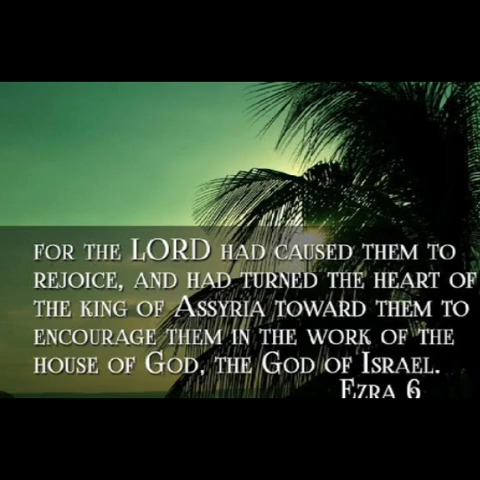 FOR THE LORD HAD CAUSED THEM TO
REJOICE, AND HAD TURNED THE HEART OF
THE KING OF ASSYRIA TOWARD THEM TO
ENCOURAGE THEM IN THE WORK OF THE
HOUSE OF GOD, THE GOD OF ISRAEL.
EZRA 6